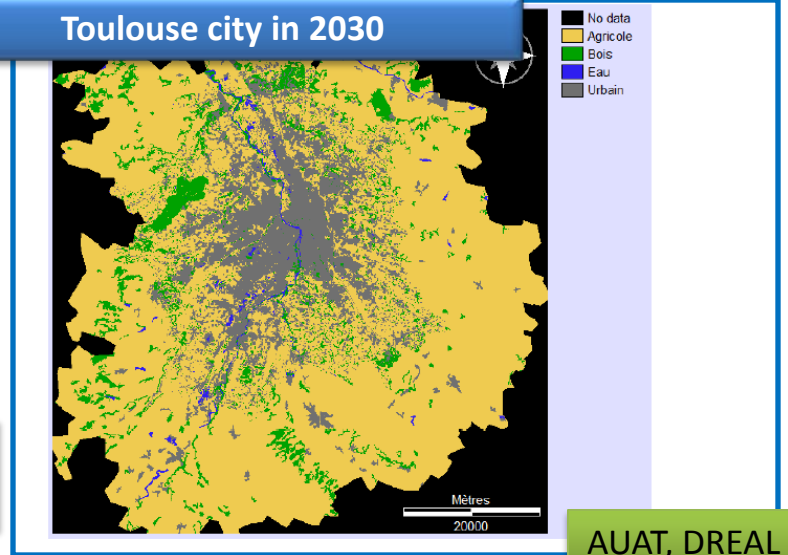 Toulouse city in 2030
No data
Agricole
Bois
Eau
Urbain
Mètres
20000
AUAT, DREAL